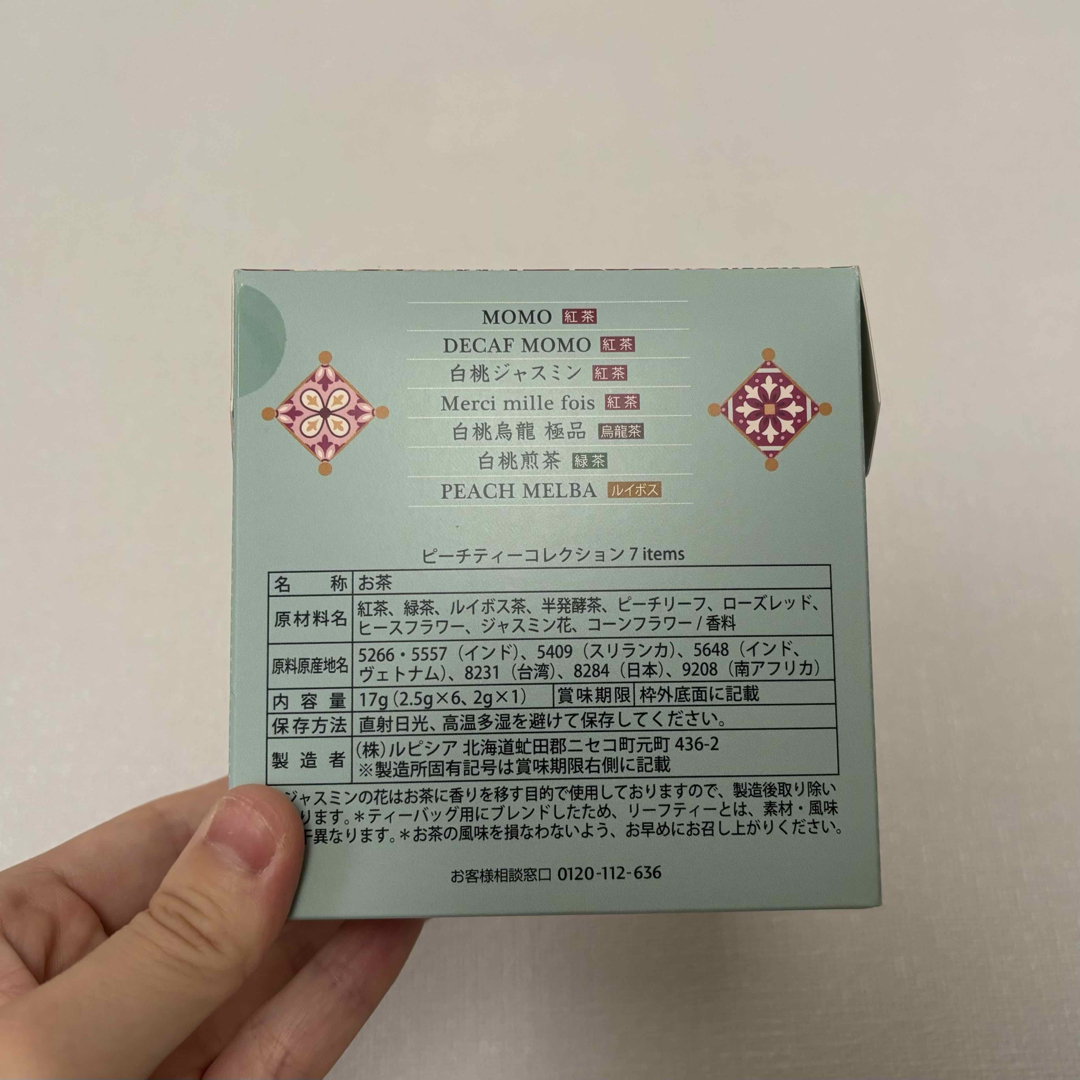 MOMO 紅茶
DECAF MOMO 紅茶
白桃ジャスミン 紅茶
Merci mille fois 紅茶
白桃烏龍 極品 烏龍茶
白桃煎茶 緑茶
PEACH MELBA ルイボス
ピーチティーコレクション 7 items
名 称 お茶
原材料名 紅茶、緑茶、ルイボス茶、半発酵茶、ピーチリーフ、ローズレッド、
ヒースフラワー、ジャスミン花、コーンフラワー / 香料
原料原産地名 5266・5557（インド）、5409（スリランカ）、5648（インド、
ヴェトナム）、8231（台湾）、8284（日本）、9208（南アフリカ）
内 容 量 17g（2.5g×6、2g×1） 賞味期限 枠外底面に記載
保存方法 直射日光、高温多湿を避けて保存してください。
製 造 者 （株）ルピシア 北海道虻田郡ニセコ町元町 436-2
※製造所固有記号は賞味期限右側に記載
ジャスミンの花はお茶に香りを移す目的で使用しておりますので、製造後取り除い
ります。＊ティーバッグ用にブレンドしたため、リーフティーとは、素材・風味
異なります。＊お茶の風味を損なわないよう、お早めにお召し上がりください。
お客様相談窓口 0120-112-636